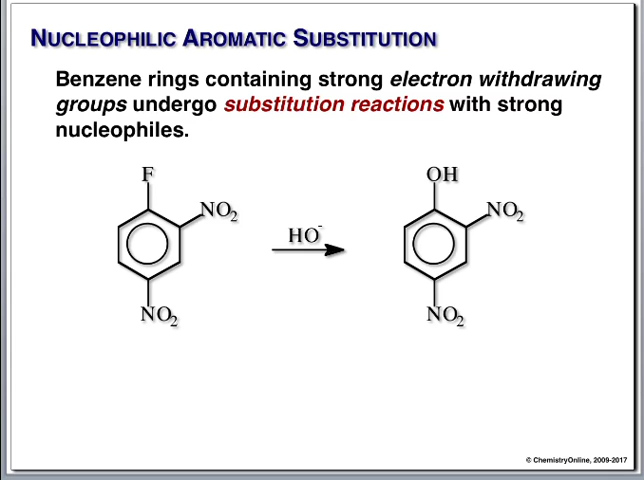 NUCLEOPHILIC AROMATIC SUBSTITUTION
Benzene rings containing strong electron withdrawing
groups undergo substitution reactions with strong
nucleophiles.
F
NO2
HO-
NO2
OH
NO2
NO2
© ChemistryOnline, 2009-2017